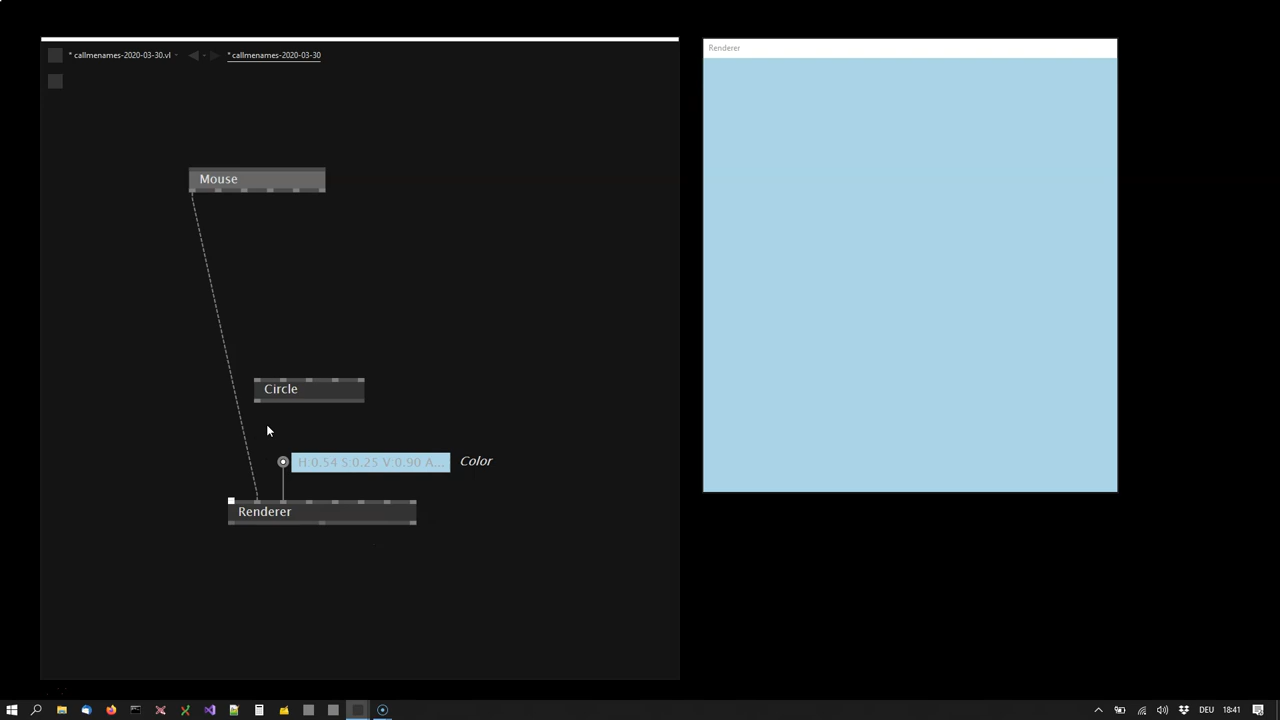 * callmenames-2020-03-30.vl
* callmenames-2020-03-30
Renderer
Mouse
Circle
H:0.54 S:0.25 V:0.90 A...
Color
Renderer
DEU
18:41